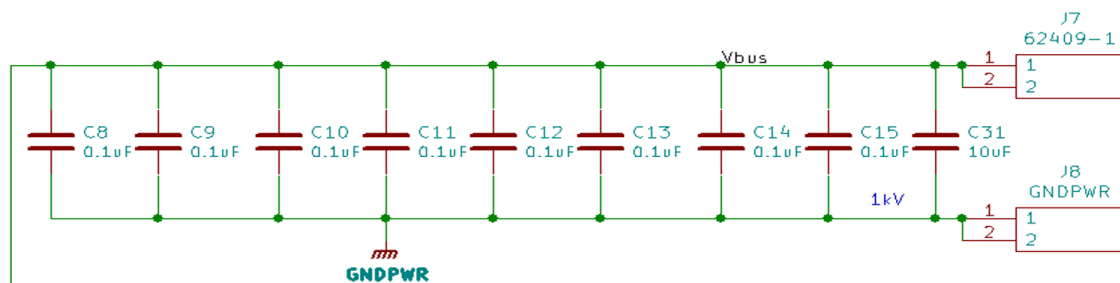 J7
62409-1
Vbus
1
1
2
2
C8
0.1uF
C9
0.1uF
C10
0.1uF
C11
0.1uF
C12
0.1uF
C13
0.1uF
C14
0.1uF
C15
0.1uF
C31
10uF
J8
GNDPWR
1kV
1
1
2
2
GNDPWR